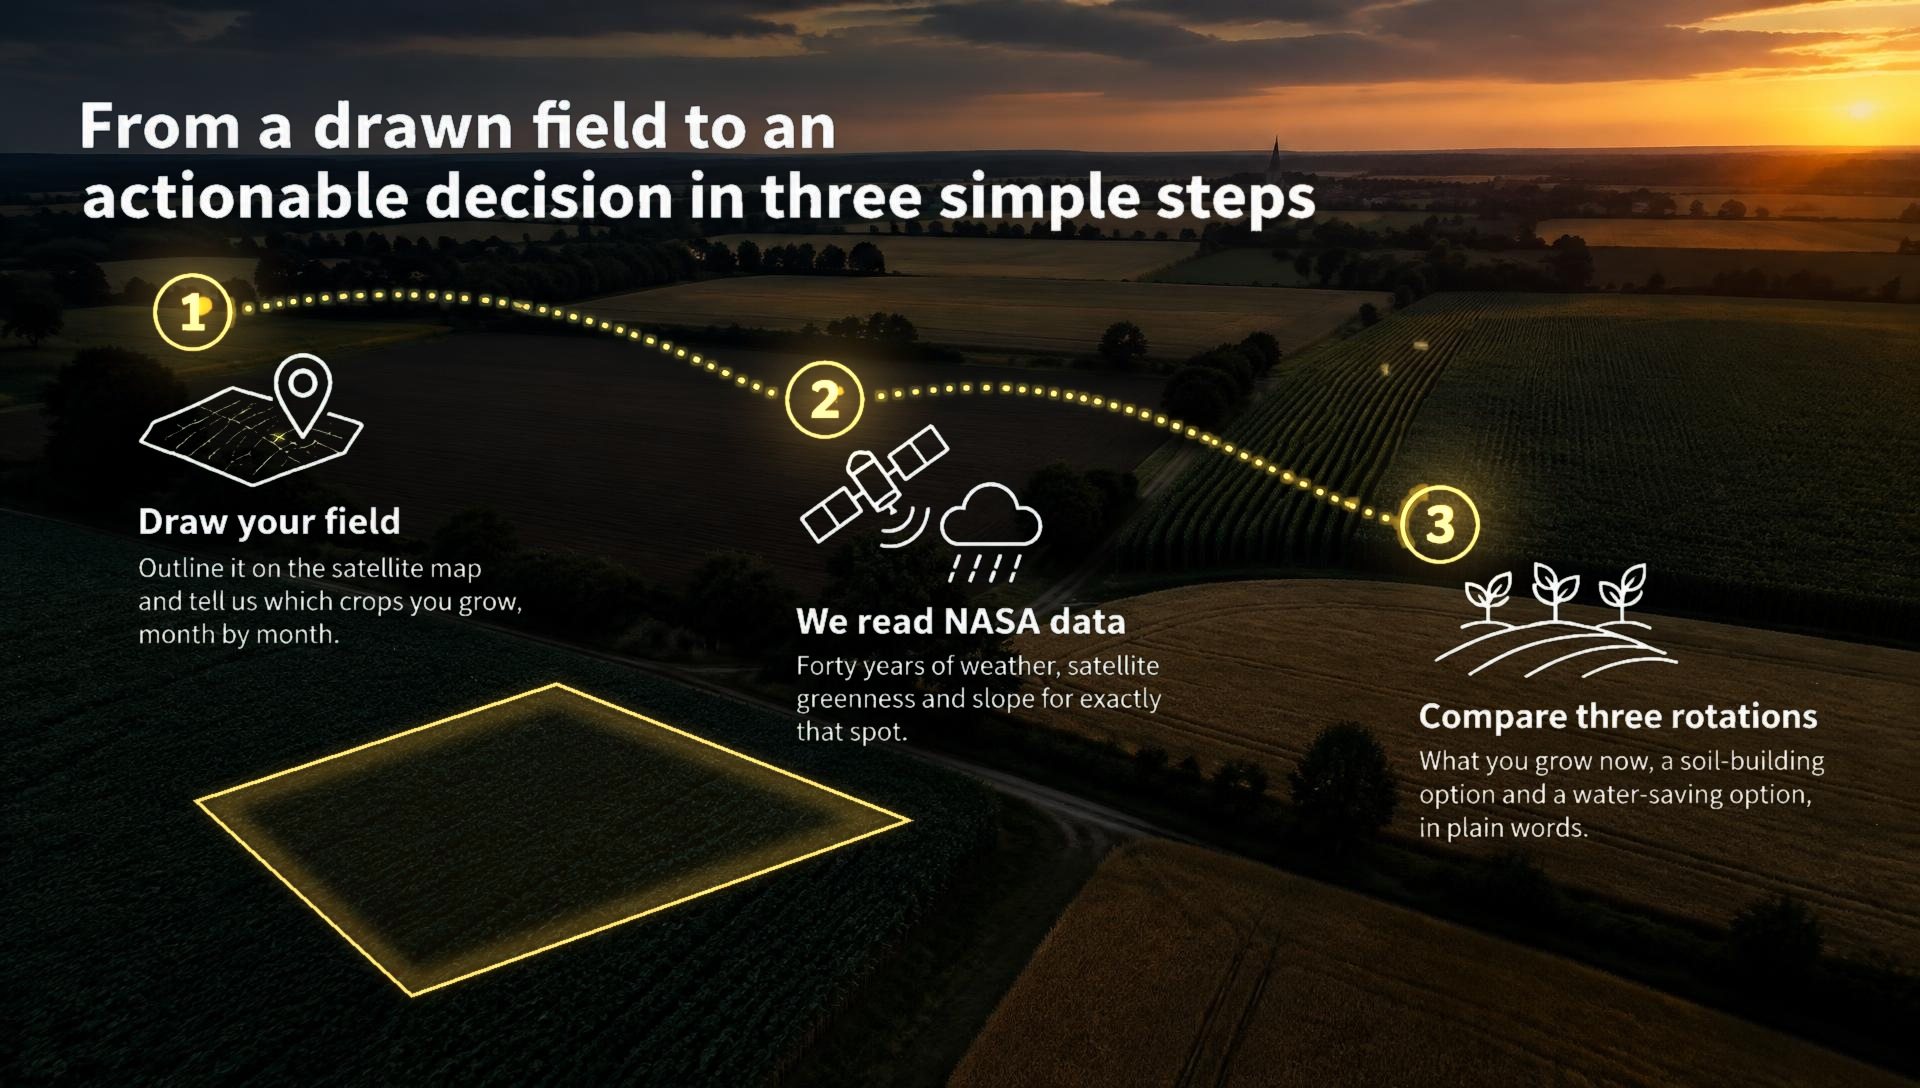 From a drawn field to an
actionable decision in three simple steps
1
2
3
Draw your field
Outline it on the satellite map
and tell us which crops you grow,
month by month.
We read NASA data
Forty years of weather, satellite
greenness and slope for exactly
that spot.
Compare three rotations
What you grow now, a soil-building
option and a water-saving option,
in plain words.